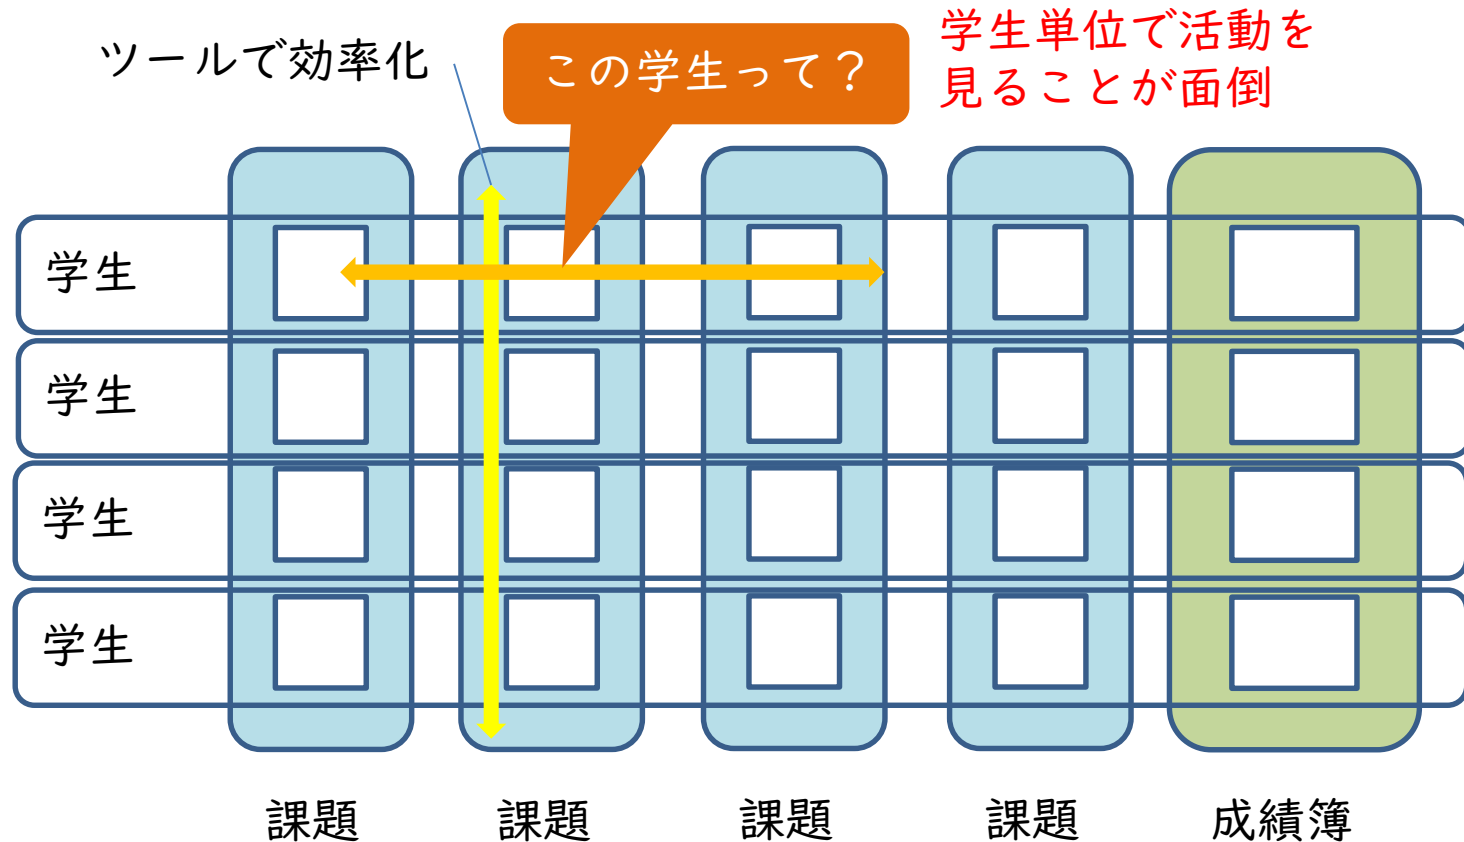 ツールで効率化
この学生って？
学生単位で活動を
見ることが面倒
学生
学生
学生
学生
課題
課題
課題
課題
成績簿